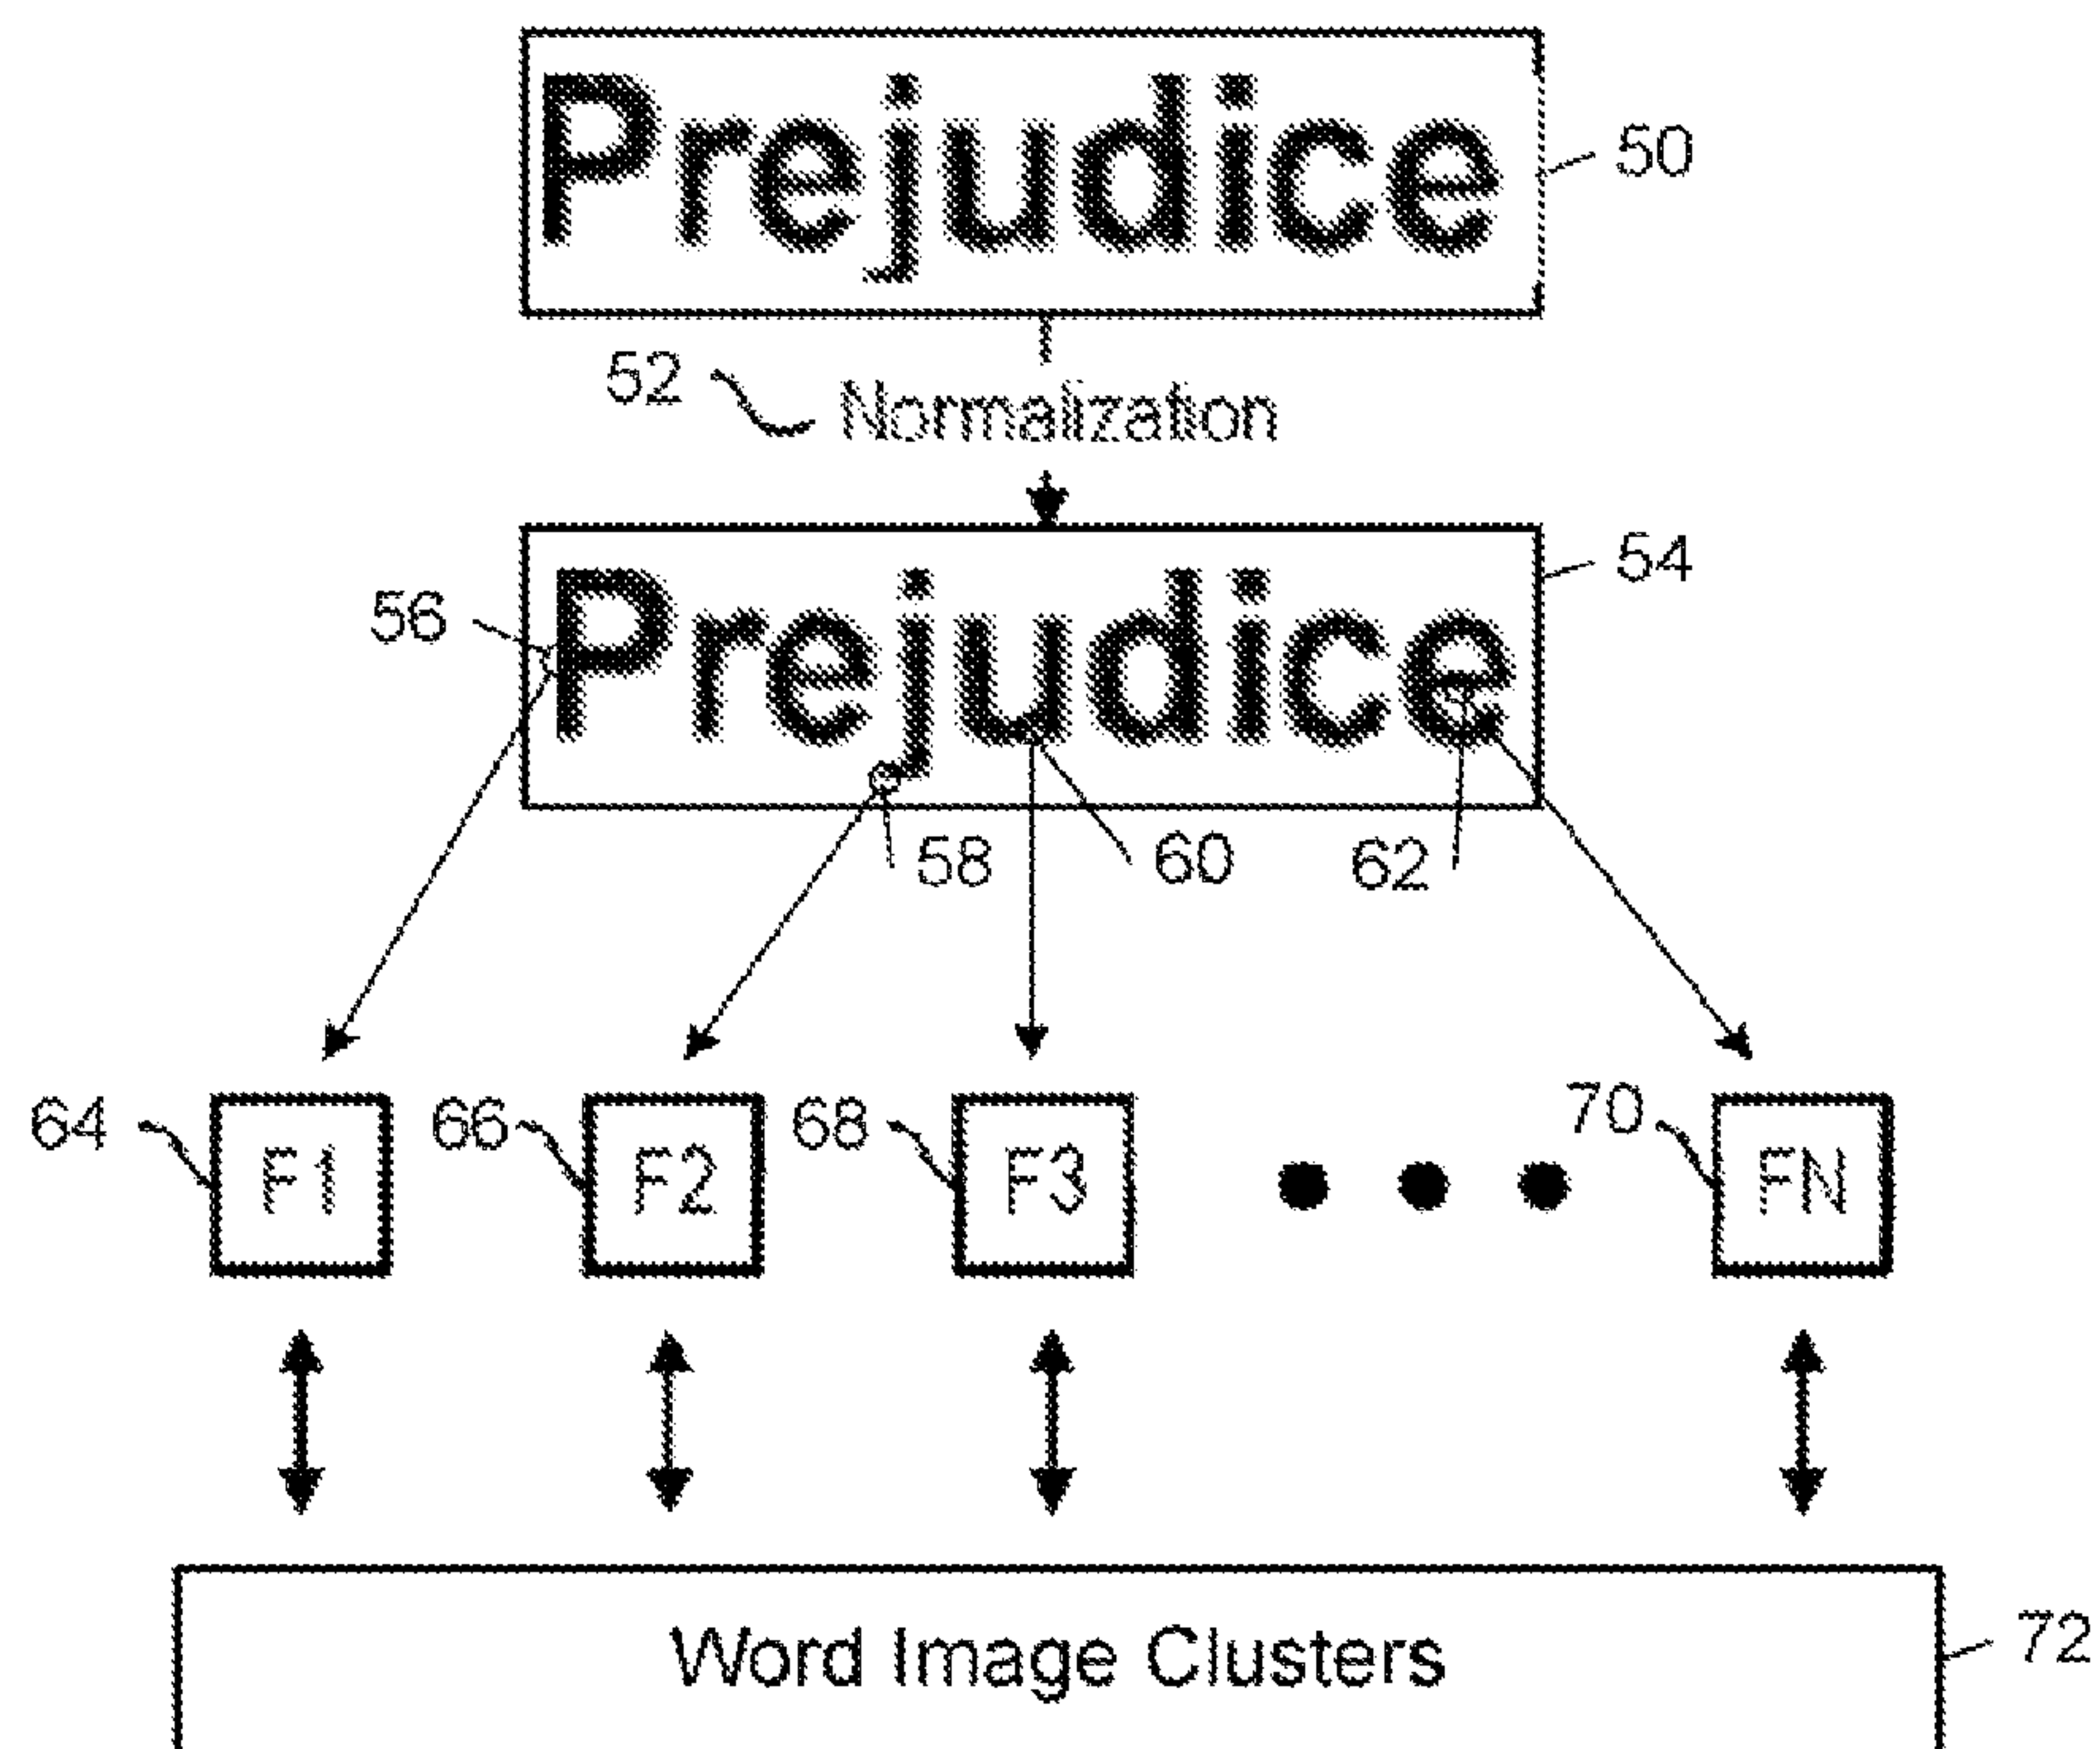 Prejudice
50
52 Normalization
54
56 Prejudice
58 60 62
64 F1 66 F2 68 F3 70 FN
Word Image Clusters 72